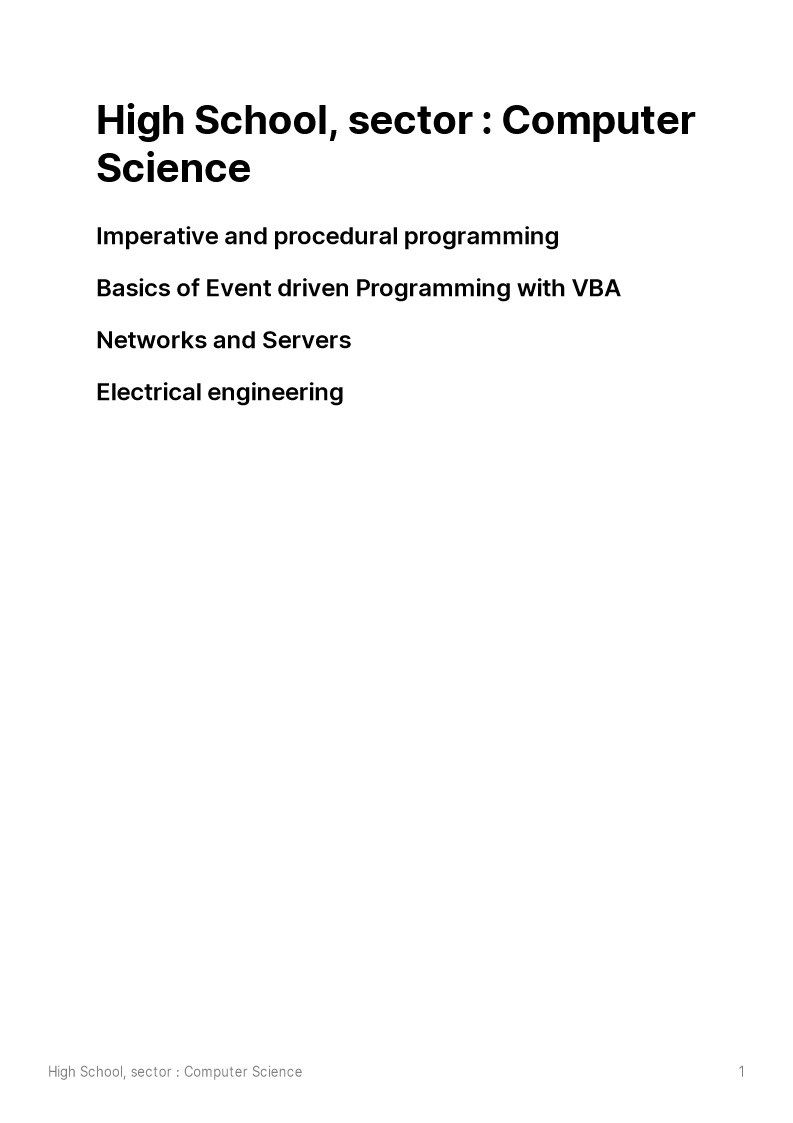 High School, sector : Computer
Science
Imperative and procedural programming
Basics of Event driven Programming with VBA
Networks and Servers
Electrical engineering
High School, sector : Computer Science
1